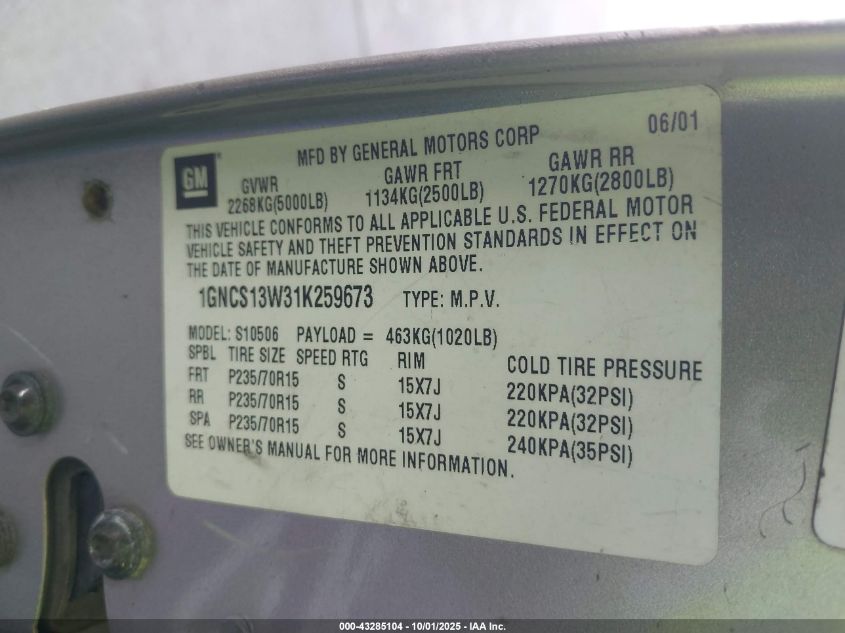 06/01
MFD BY GENERAL MOTORS CORP
GM
GVWR GAWR FRT GAWR RR
2268KG(5000LB) 1134KG(2500LB) 1270KG(2800LB)
THIS VEHICLE CONFORMS TO ALL APPLICABLE U.S. FEDERAL MOTOR
VEHICLE SAFETY AND THEFT PREVENTION STANDARDS IN EFFECT ON
THE DATE OF MANUFACTURE SHOWN ABOVE.
1GNCS13W31K259673 TYPE: M.P.V.
MODEL: S10506 PAYLOAD = 463KG(1020LB)
SPBL TIRE SIZE SPEED RTG RIM COLD TIRE PRESSURE
FRT P235/70R15 S 15X7J 220KPA(32PSI)
RR P235/70R15 S 15X7J 220KPA(32PSI)
SPA P235/70R15 S 15X7J 240KPA(35PSI)
SEE OWNER'S MANUAL FOR MORE INFORMATION.
000-43285104 - 10/01/2025 - IAA Inc.